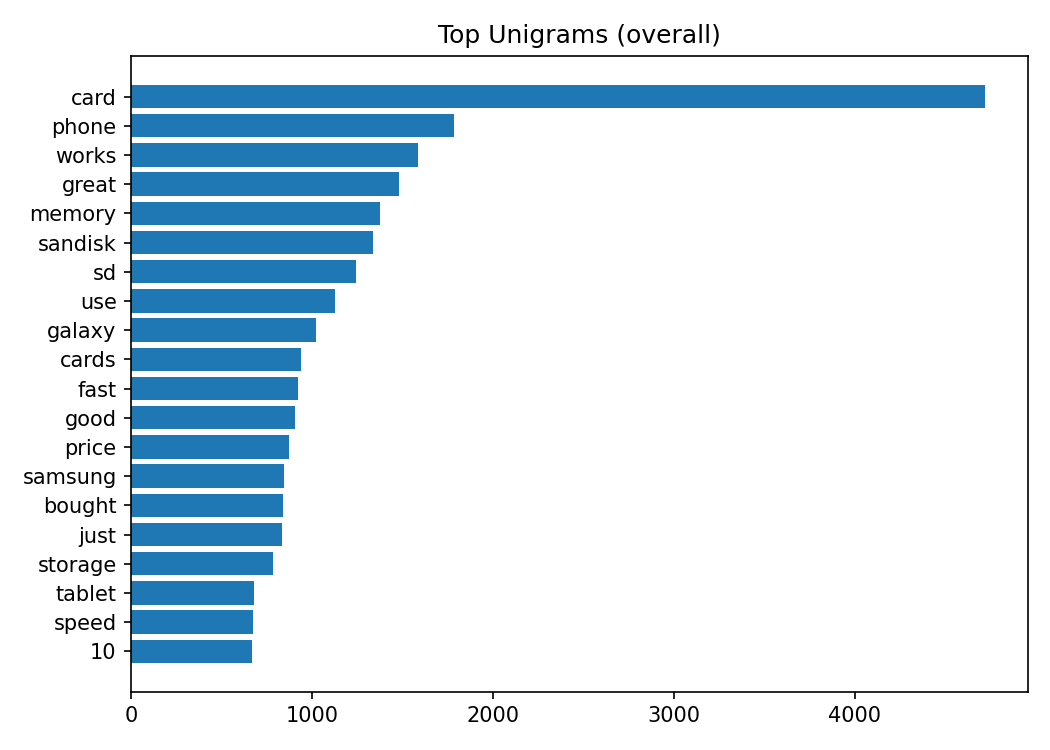 Top Unigrams (overall)
card
phone
works
great
memory
sandisk
sd
use
galaxy
cards
fast
good
price
samsung
bought
just
storage
tablet
speed
10
0 1000 2000 3000 4000